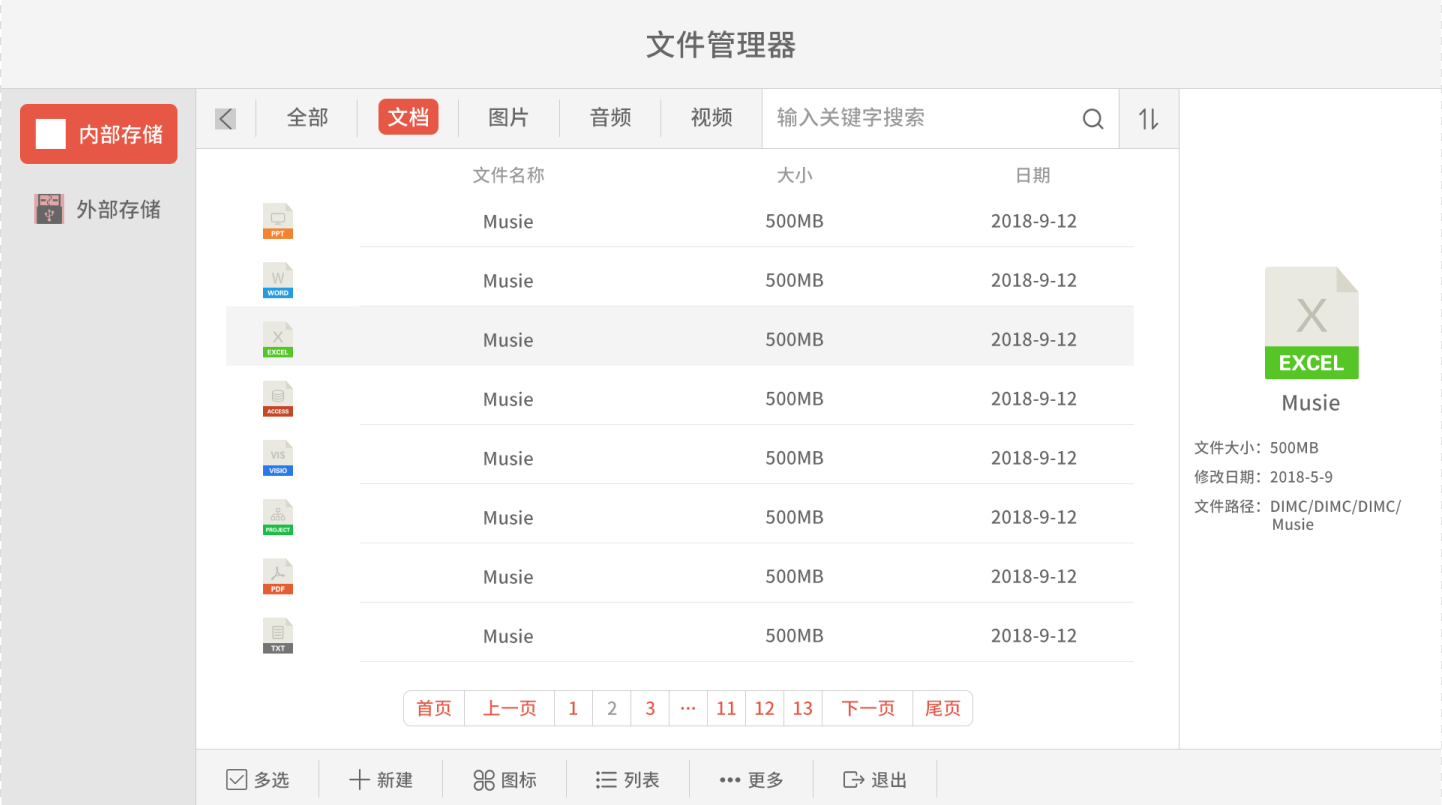 文件管理器
内部存储
外部存储
全部 文档 图片 音频 视频 输入关键字搜索
文件名称 大小 日期
PPT Musie 500MB 2018-9-12
W WORD Musie 500MB 2018-9-12
X EXCEL Musie 500MB 2018-9-12
ACCESS Musie 500MB 2018-9-12
VIS VISIO Musie 500MB 2018-9-12
PROJECT Musie 500MB 2018-9-12
PDF Musie 500MB 2018-9-12
TXT Musie 500MB 2018-9-12
首页 上一页 1 2 3 ··· 11 12 13 下一页 尾页
X
EXCEL
Musie
文件大小：500MB
修改日期：2018-5-9
文件路径：DIMC/DIMC/DIMC/
Musie
多选 新建 图标 列表 更多 退出